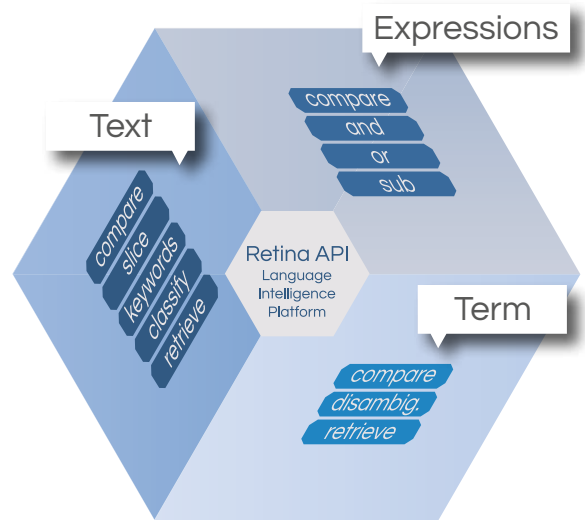 Expressions
compare
and
or
sub
Text
compare
slice
keywords
classify
retrieve
Retina API
Language
Intelligence
Platform
Term
compare
disambig.
retrieve